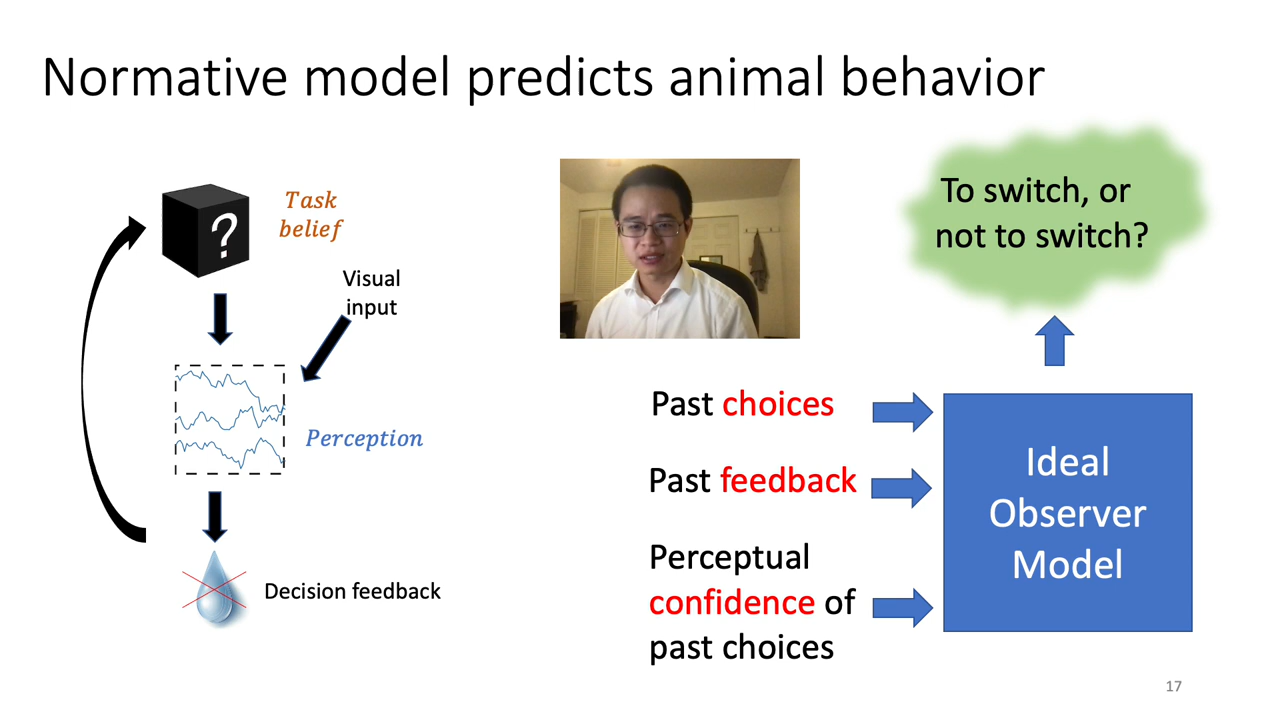 Normative model predicts animal behavior
?
Task
belief
Visual
input
Perception
Decision feedback
To switch, or
not to switch?
Past choices
Past feedback
Perceptual
confidence of
past choices
Ideal
Observer
Model
17